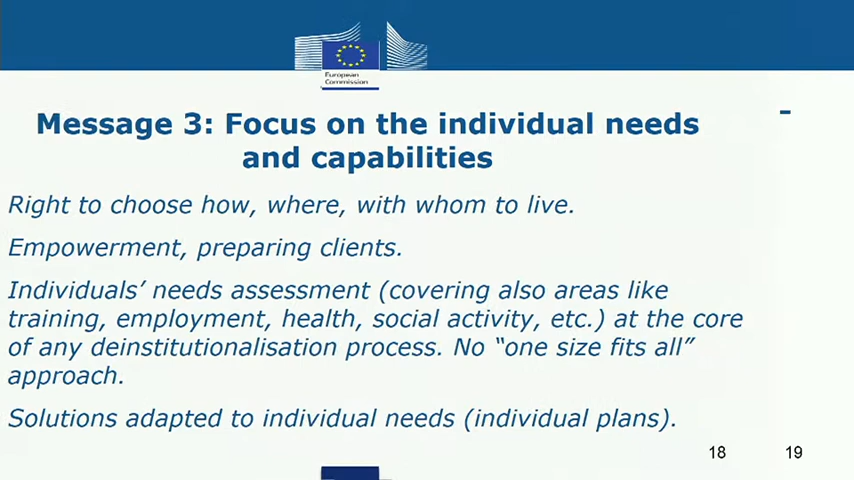 European
Commission
Message 3: Focus on the individual needs
and capabilities
-
Right to choose how, where, with whom to live.
Empowerment, preparing clients.
Individuals’ needs assessment (covering also areas like
training, employment, health, social activity, etc.) at the core
of any deinstitutionalisation process. No “one size fits all”
approach.
Solutions adapted to individual needs (individual plans).
18 19